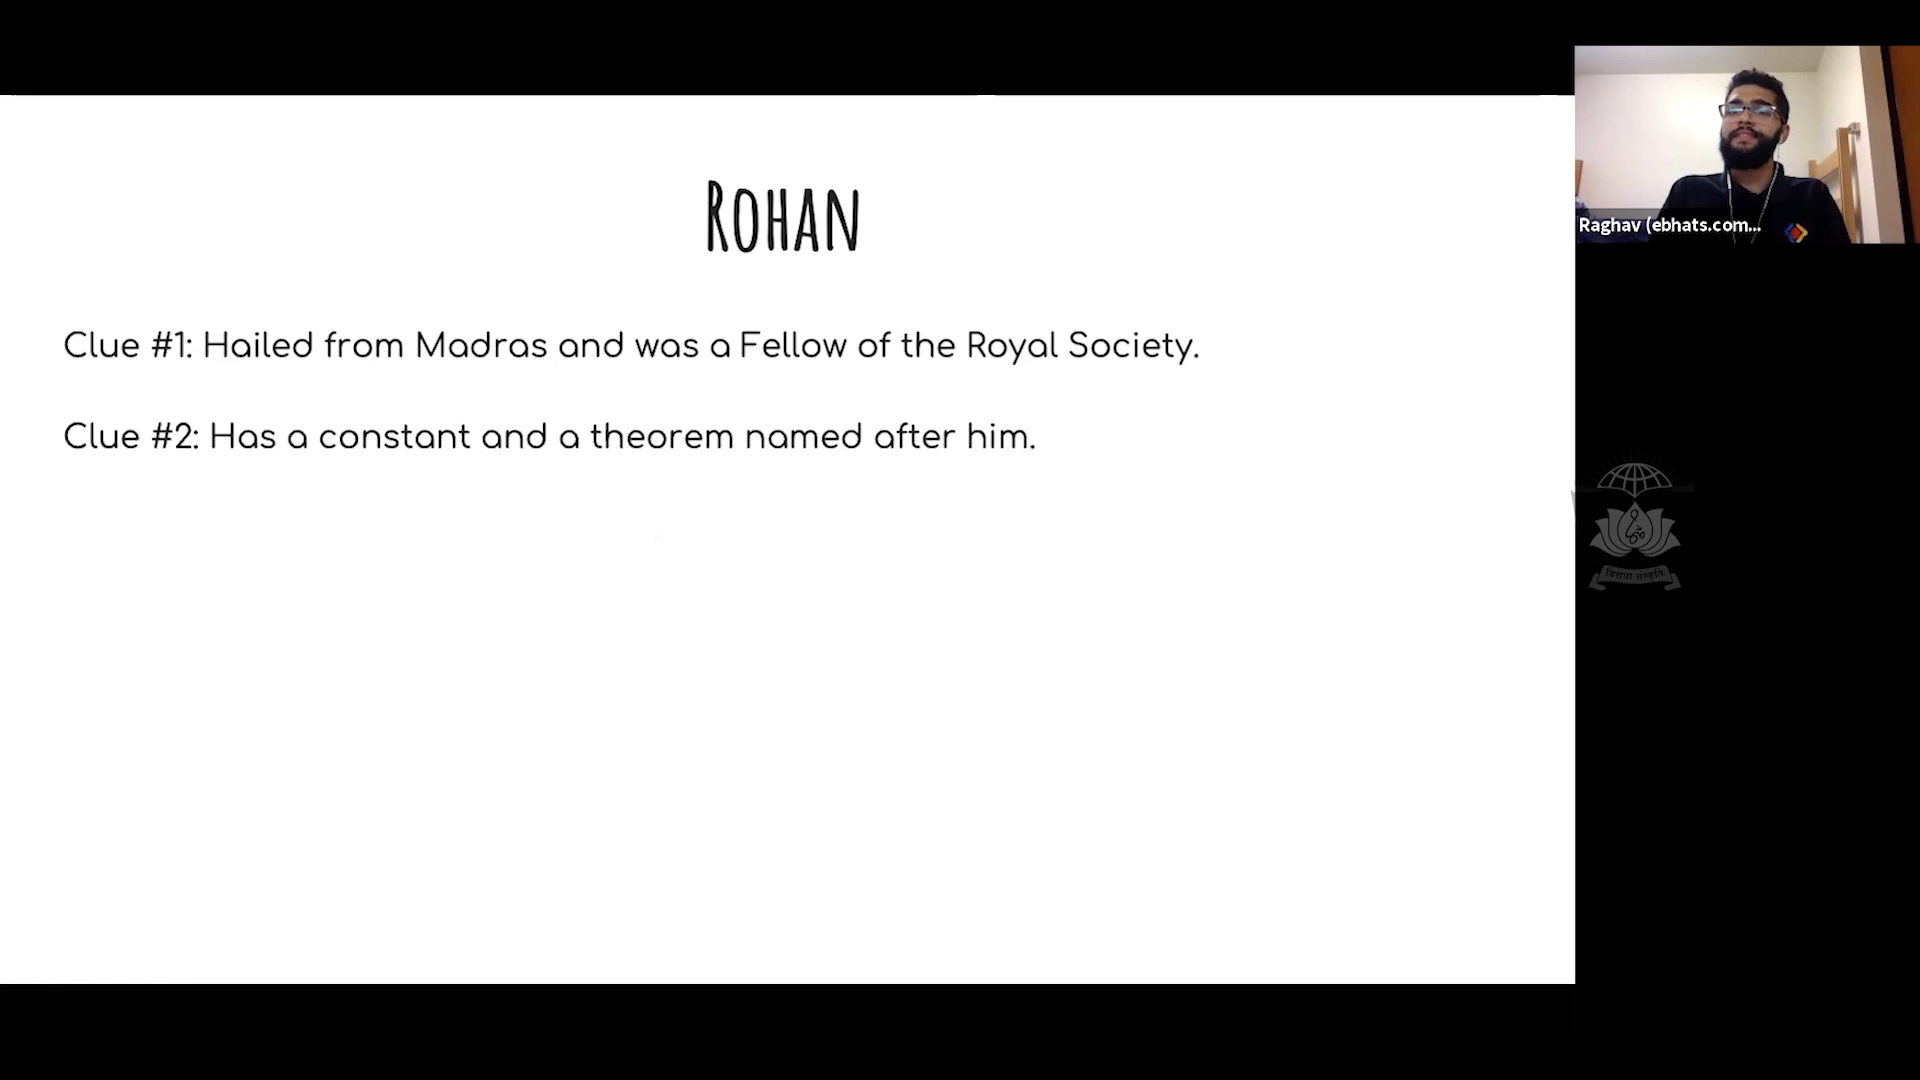 Rohan
Clue #1: Hailed from Madras and was a Fellow of the Royal Society.
Clue #2: Has a constant and a theorem named after him.
Raghav (ebhats.com...
विद्यया संस्कृतिः